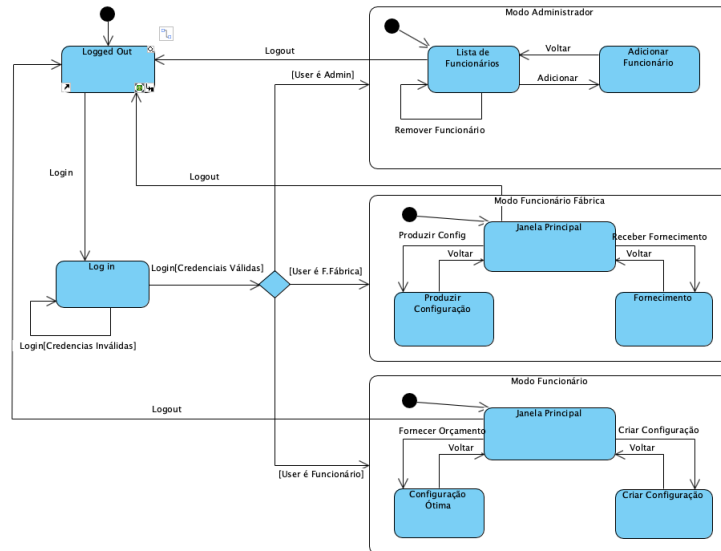 Modo Administrador
Logged Out
Logout
Lista de
Funcionários
Voltar
Adicionar
Funcionário
[User é Admin]
Adicionar
Remover Funcionário
Login
Logout
Modo Funcionário Fábrica
Produzir Config
Janela Principal
Receber Fornecimento
Voltar
Voltar
Log in
Login[Credenciais Válidas]
[User é F.Fábrica]
Produzir
Configuração
Fornecimento
Login[Credencias Inválidas]
Modo Funcionário
Logout
Janela Principal
Fornecer Orçamento
Criar Configuração
Voltar
Voltar
[User é Funcionário]
Configuração
Ótima
Criar Configuração